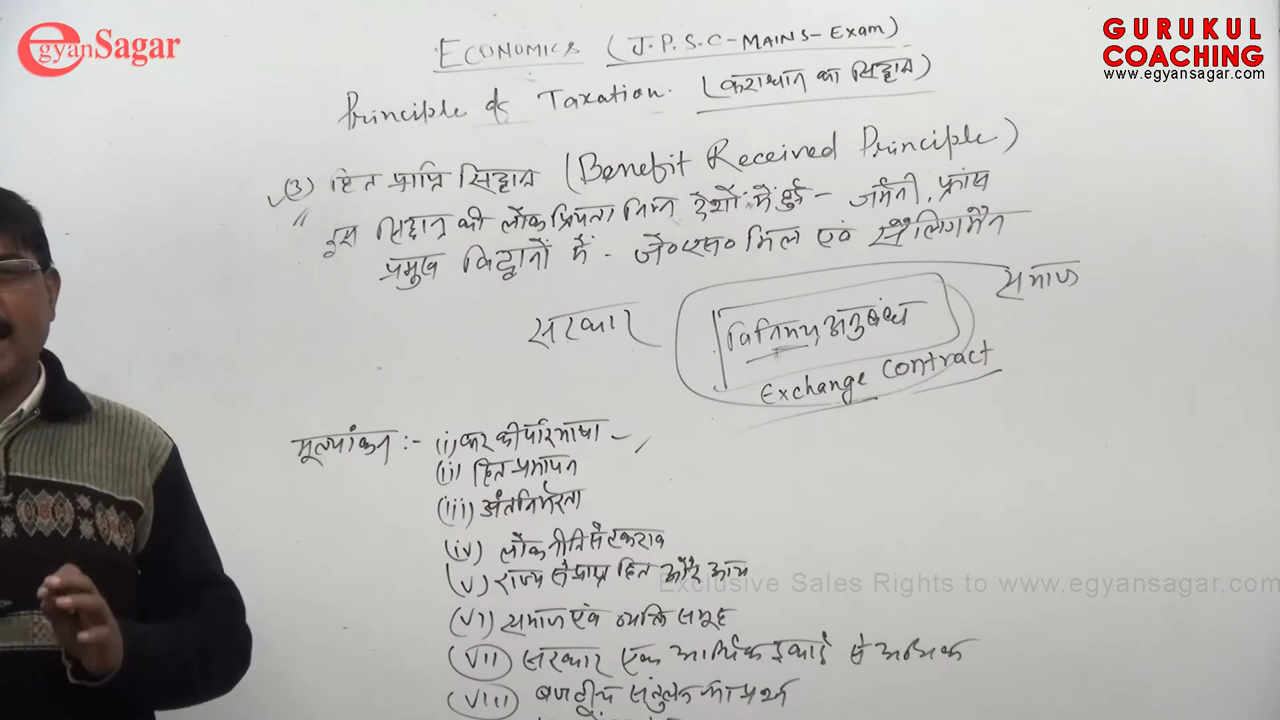 egyanSagar
GURUKUL
COACHING
www.egyansagar.com
ECONOMICS (J.P.S.C-MAINS-Exam)
Principle of Taxation. (कराधान का सिद्धान्त)
(3) हित प्राप्ति सिद्धान्त (Benefit Received Principle)
" इस सिद्धान्त की लोकप्रियता निम्न देशों में हुई - जर्मनी, फ्रांस
प्रमुख विद्वानों में - जे०एस० मिल एवं सैलिगमैन
सरकार
समाज
विनिमय अनुबंध
Exchange Contract
मूल्यांकन :- (i) कर की परिभाषा
(ii) हित प्रमापन
(iii) अंतर्निर्भरता
(iv) लोकनीति से टकराव
(v) राज्य से प्राप्त हित और आय
(vi) समाज एवं व्यक्ति समूह
(vii) सरकार एक आर्थिक इकाई से अधिक
(viii) बजटीय संतुलन का प्रश्न
Exclusive Sales Rights to www.egyansagar.com